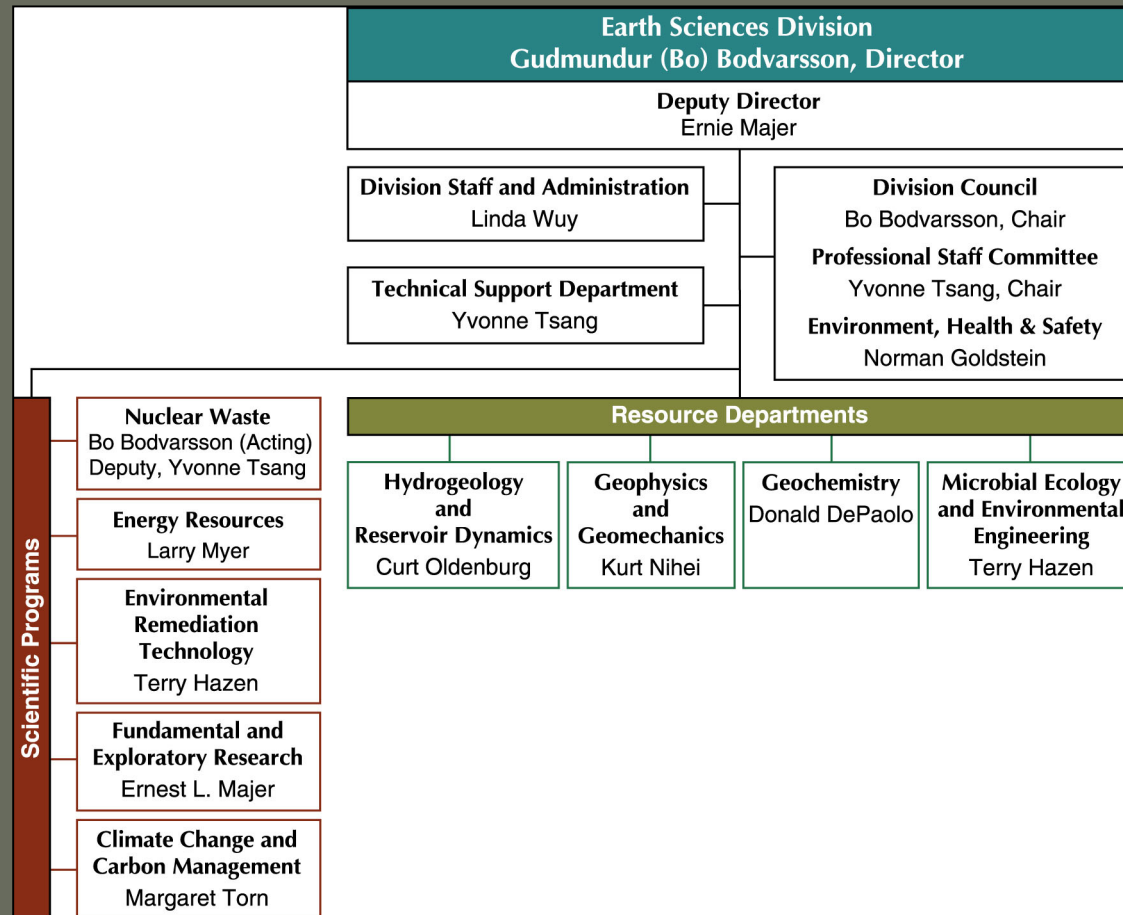 Earth Sciences Division
Gudmundur (Bo) Bodvarsson, Director
Deputy Director
Ernie Majer
Division Staff and Administration
Linda Wuy
Technical Support Department
Yvonne Tsang
Division Council
Bo Bodvarsson, Chair
Professional Staff Committee
Yvonne Tsang, Chair
Environment, Health & Safety
Norman Goldstein
Scientific Programs
Nuclear Waste
Bo Bodvarsson (Acting)
Deputy, Yvonne Tsang
Energy Resources
Larry Myer
Environmental
Remediation
Technology
Terry Hazen
Fundamental and
Exploratory Research
Ernest L. Majer
Climate Change and
Carbon Management
Margaret Torn
Resource Departments
Hydrogeology
and
Reservoir Dynamics
Curt Oldenburg
Geophysics
and
Geomechanics
Kurt Nihei
Geochemistry
Donald DePaolo
Microbial Ecology
and Environmental
Engineering
Terry Hazen